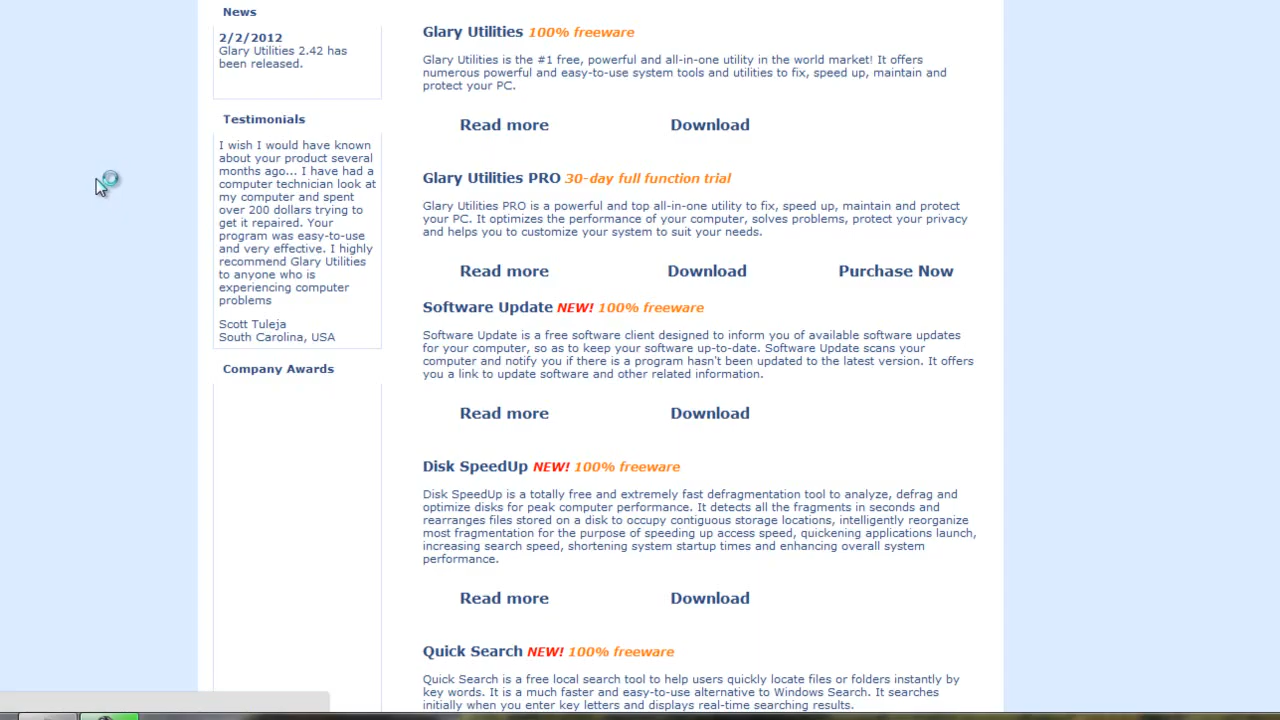 News
2/2/2012
Glary Utilities 2.42 has
been released.
Testimonials
I wish I would have known
about your product several
months ago... I have had a
computer technician look at
my computer and spent
over 200 dollars trying to
get it repaired. Your
program was easy-to-use
and very effective. I highly
recommend Glary Utilities
to anyone who is
experiencing computer
problems
Scott Tuleja
South Carolina, USA
Company Awards
Glary Utilities 100% freeware
Glary Utilities is the #1 free, powerful and all-in-one utility in the world market! It offers
numerous powerful and easy-to-use system tools and utilities to fix, speed up, maintain and
protect your PC.
Read more Download
Glary Utilities PRO 30-day full function trial
Glary Utilities PRO is a powerful and top all-in-one utility to fix, speed up, maintain and protect
your PC. It optimizes the performance of your computer, solves problems, protect your privacy
and helps you to customize your system to suit your needs.
Read more Download Purchase Now
Software Update NEW! 100% freeware
Software Update is a free software client designed to inform you of available software updates
for your computer, so as to keep your software up-to-date. Software Update scans your
computer and notify you if there is a program hasn't been updated to the latest version. It offers
you a link to update software and other related information.
Read more Download
Disk SpeedUp NEW! 100% freeware
Disk SpeedUp is a totally free and extremely fast defragmentation tool to analyze, defrag and
optimize disks for peak computer performance. It detects all the fragments in seconds and
rearranges files stored on a disk to occupy contiguous storage locations, intelligently reorganize
most fragmentation for the purpose of speeding up access speed, quickening applications launch,
increasing search speed, shortening system startup times and enhancing overall system
performance.
Read more Download
Quick Search NEW! 100% freeware
Quick Search is a free local search tool to help users quickly locate files or folders instantly by
key words. It is a much faster and easy-to-use alternative to Windows Search. It searches
initially when you enter key letters and displays real-time searching results.